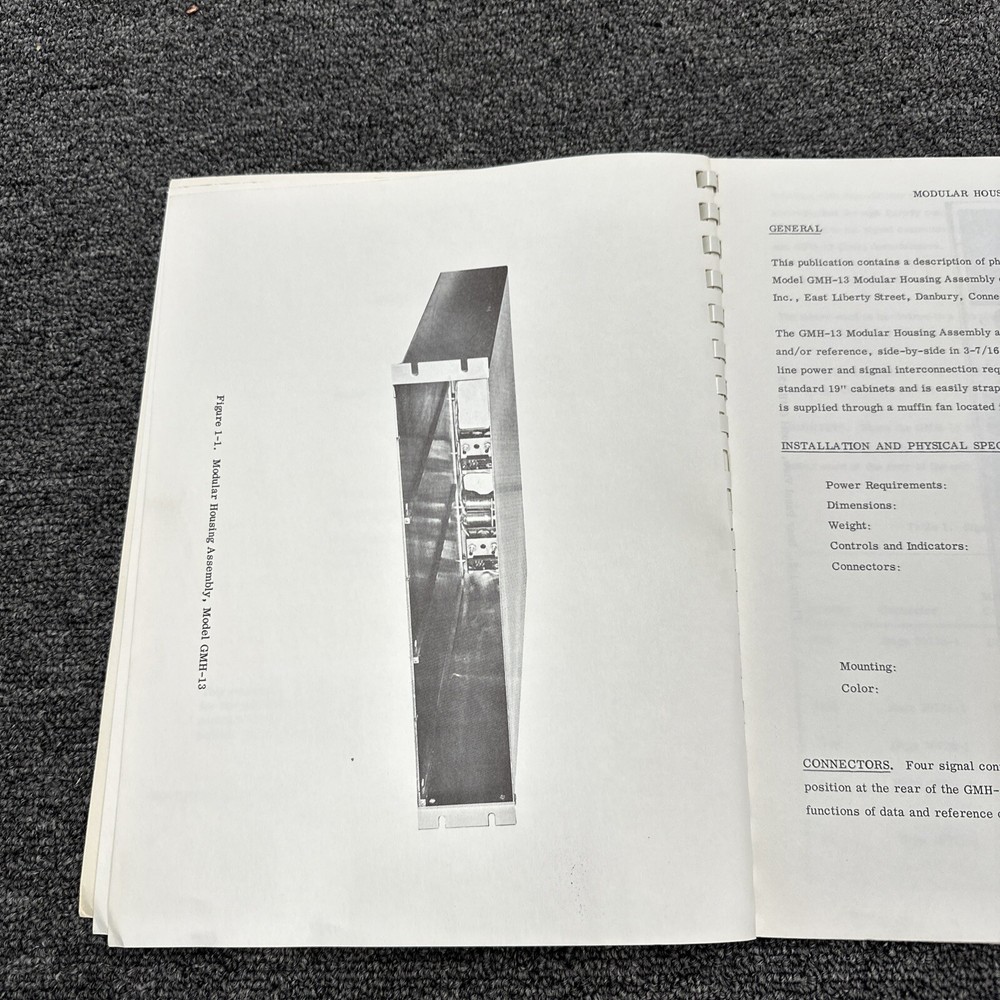 Figure 1-1. Modular Housing Assembly, Model GMH-13
MODULAR HOUS
GENERAL
This publication contains a description of ph
Model GMH-13 Modular Housing Assembly
Inc., East Liberty Street, Danbury, Conne
The GMH-13 Modular Housing Assembly a
and/or reference, side-by-side in 3-7/16
line power and signal interconnection req
standard 19" cabinets and is easily strap
is supplied through a muffin fan located
INSTALLATION AND PHYSICAL SPEC
Power Requirements:
Dimensions:
Weight:
Controls and Indicators:
Connectors:
Mounting:
Color:
CONNECTORS. Four signal con
position at the rear of the GMH-
functions of data and reference